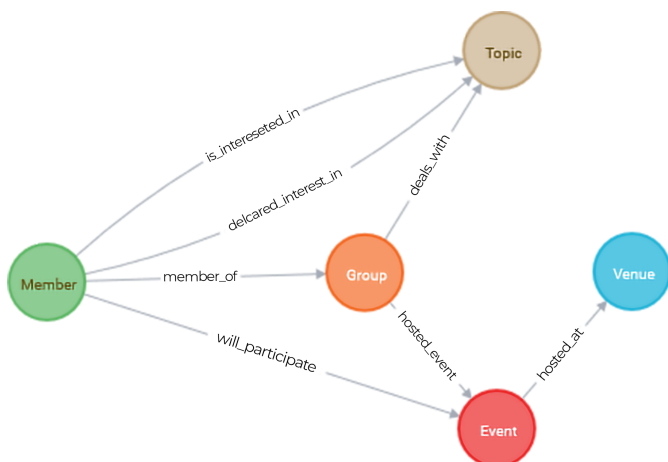 Topic
is_intereseted_in
delcared_interest_in
deals_with
Member
member_of
Group
Venue
will_participate
hosted_event
hosted_at
Event